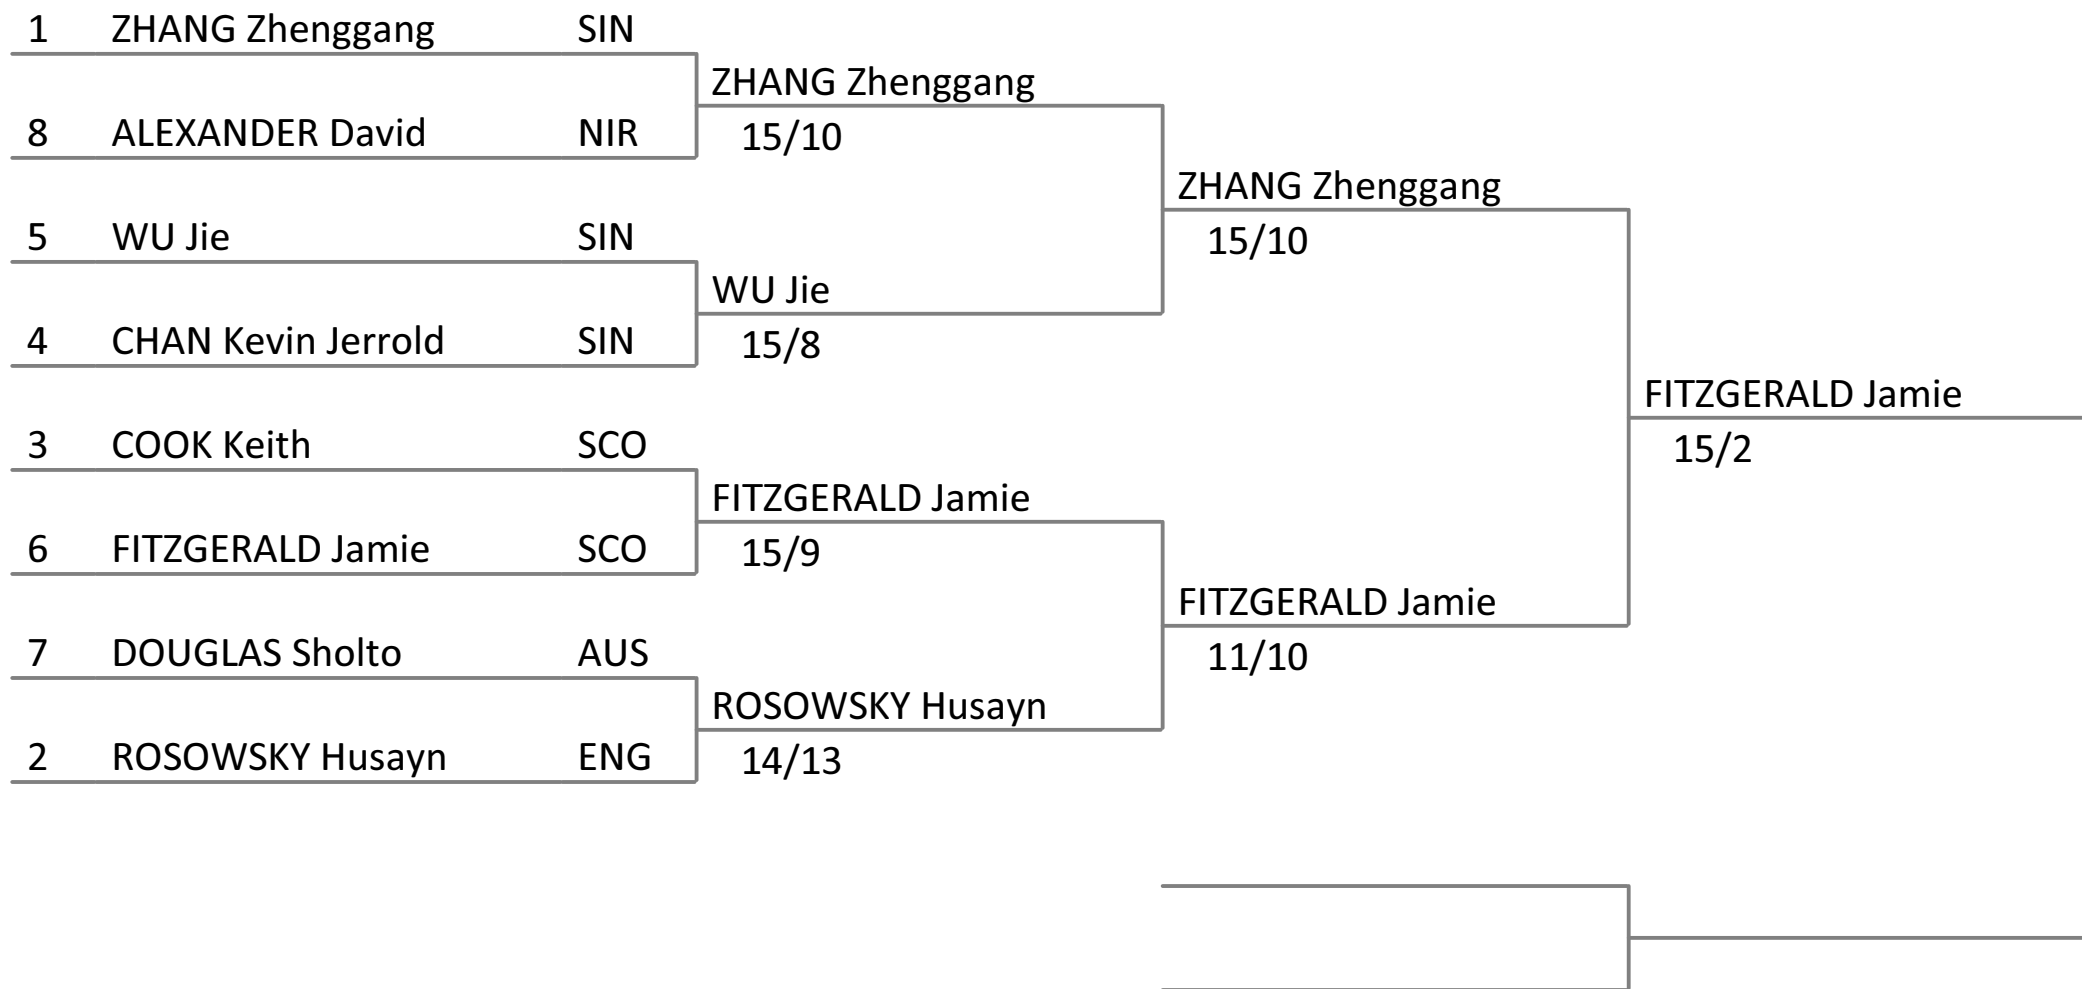 1 ZHANG Zhenggang SIN
ZHANG Zhenggang
8 ALEXANDER David NIR
15/10
ZHANG Zhenggang
5 WU Jie SIN
15/10
WU Jie
4 CHAN Kevin Jerrold SIN
15/8
FITZGERALD Jamie
3 COOK Keith SCO
15/2
FITZGERALD Jamie
6 FITZGERALD Jamie SCO
15/9
FITZGERALD Jamie
7 DOUGLAS Sholto AUS
11/10
ROSOWSKY Husayn
2 ROSOWSKY Husayn ENG
14/13